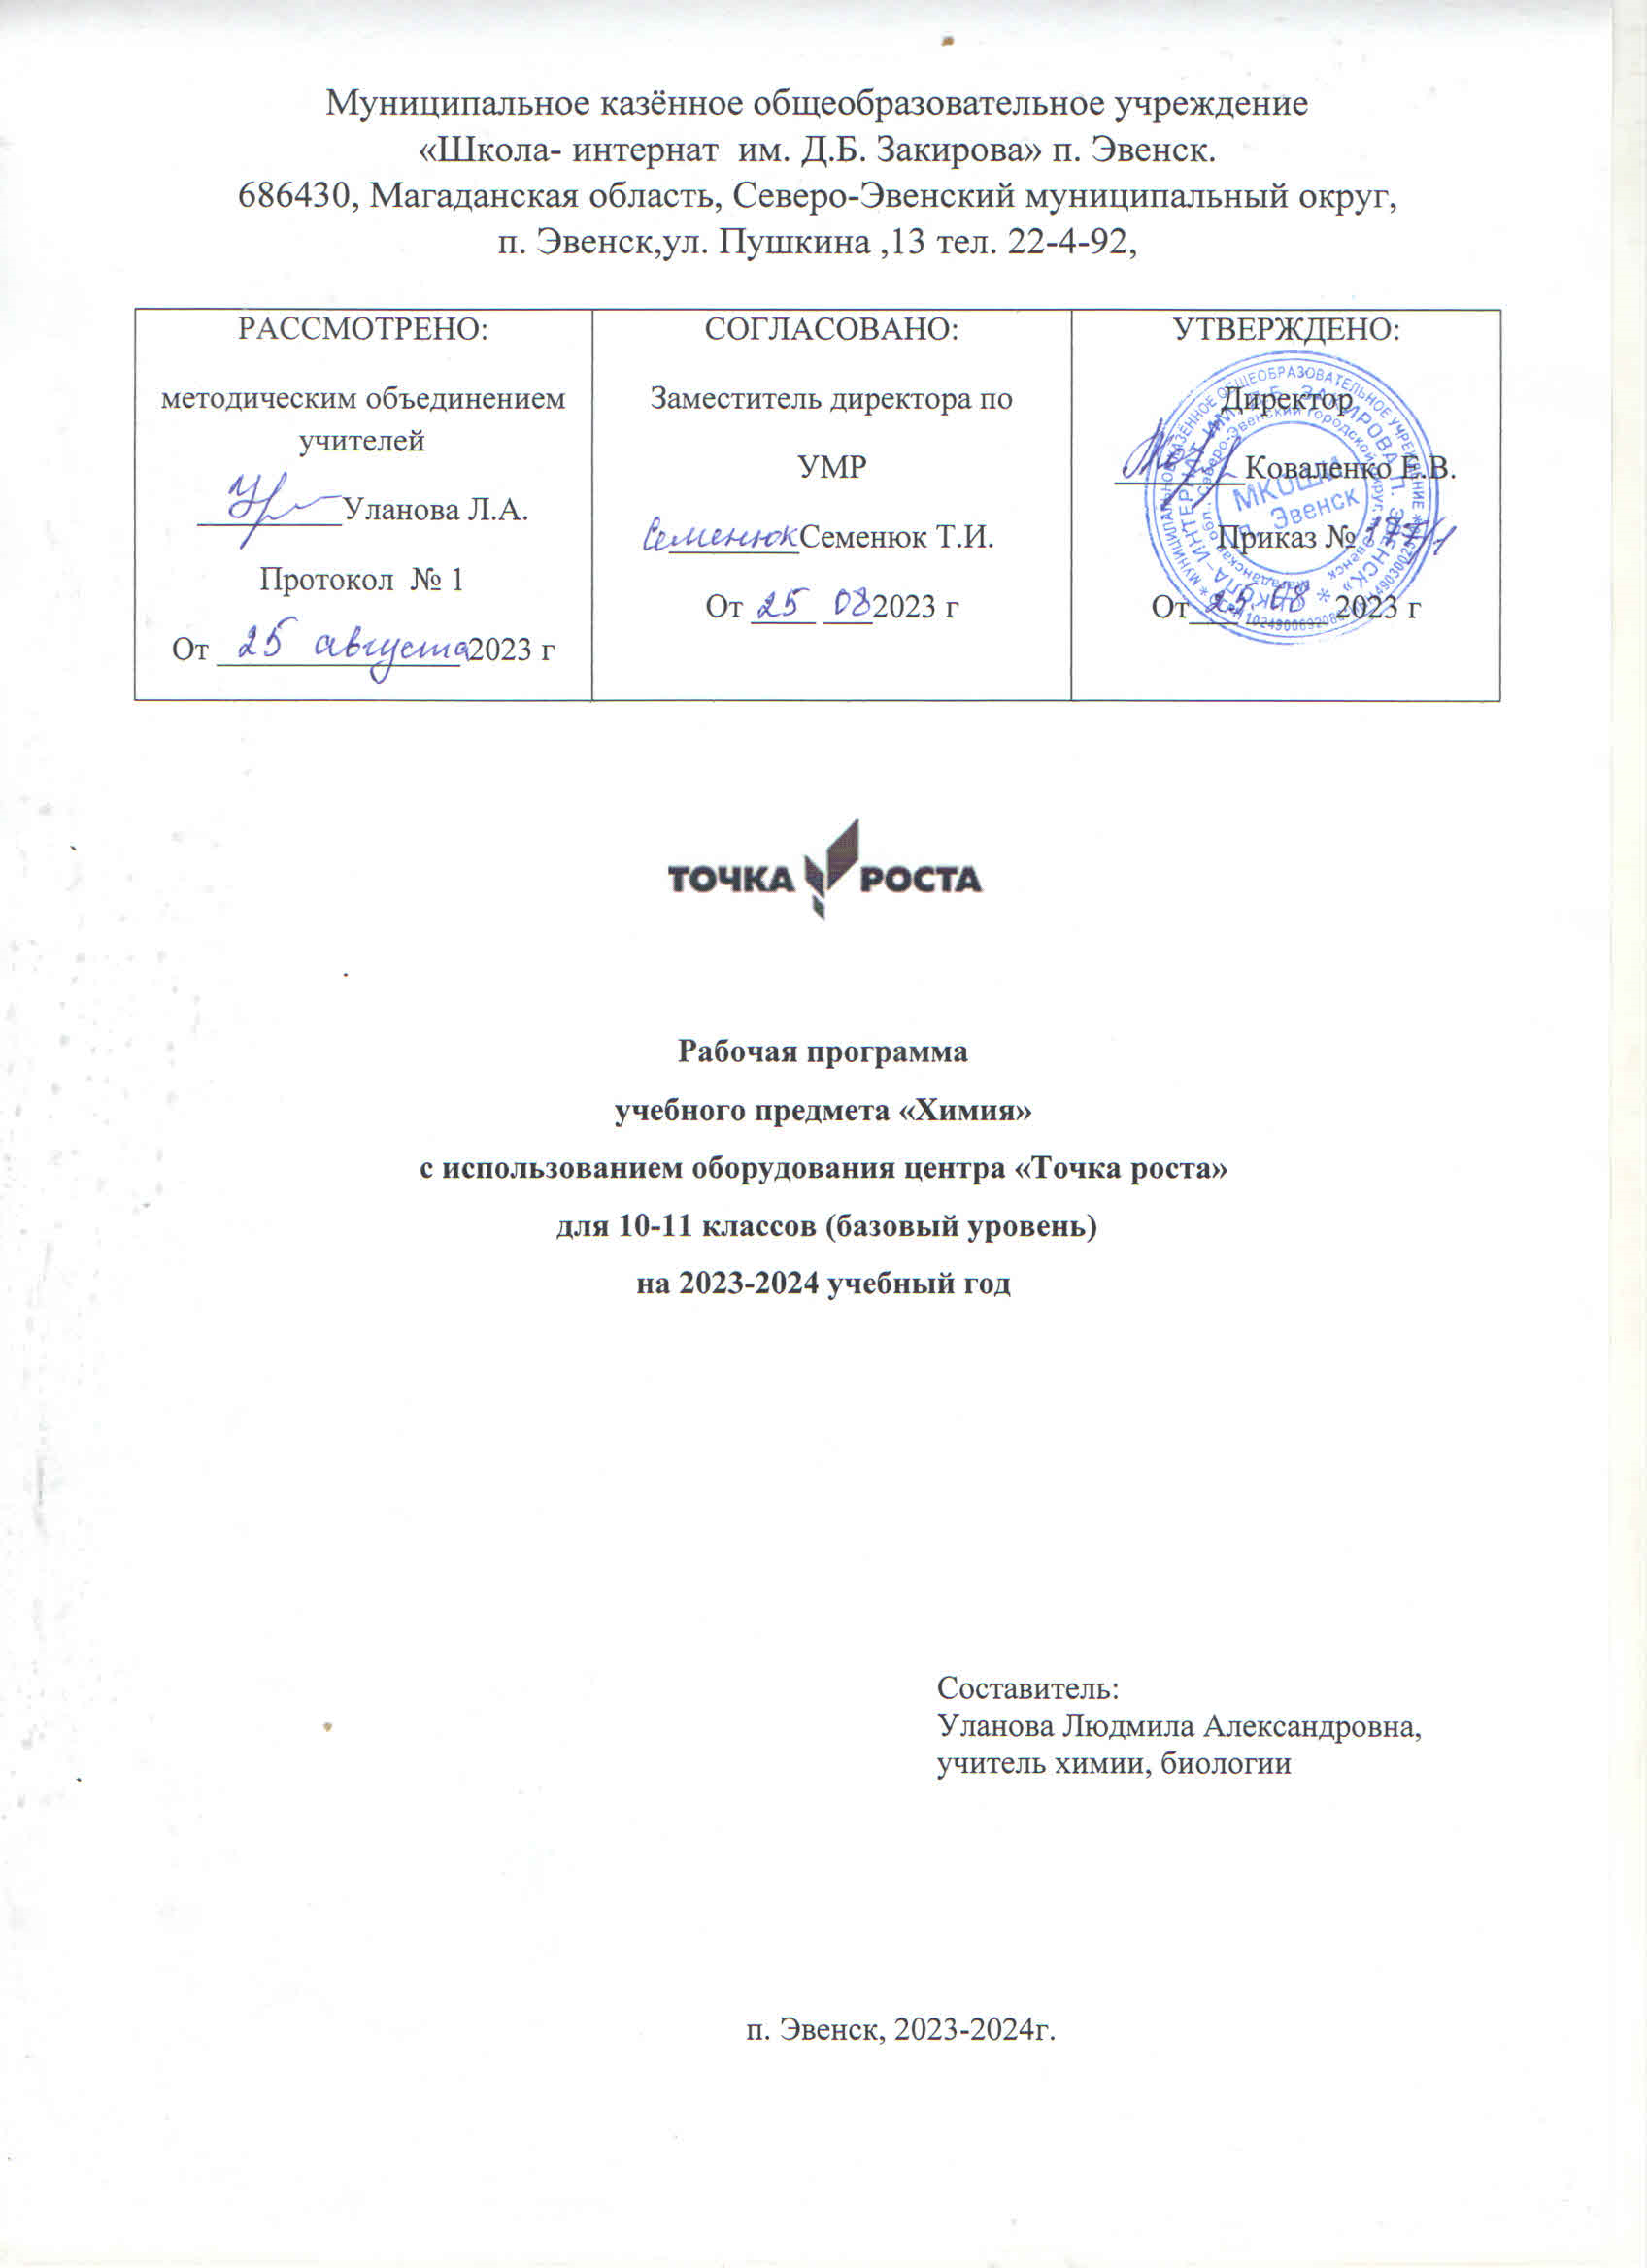 Муниципальное казённое общеобразовательное учреждение
«Школа- интернат им. Д.Б. Закирова» п. Эвенск.
686430, Магаданская область, Северо-Эвенский муниципальный округ,
п. Эвенск,ул. Пушкина ,13 тел. 22-4-92,
РАССМОТРЕНО:
методическим объединением
учителей
Уланова Л.А.
Протокол № 1
От 25 августа 2023 г
СОГЛАСОВАНО:
Заместитель директора по
УМР
Семенюк Семенюк Т.И.
От 25 08 2023 г
УТВЕРЖДЕНО:
Директор
Коваленко Е.В.
Приказ №
От 25.08 2023 г
МКОШИ
п. Эвенск
ТОЧКА РОСТА
Рабочая программа
учебного предмета «Химия»
с использованием оборудования центра «Точка роста»
для 10-11 классов (базовый уровень)
на 2023-2024 учебный год
Составитель:
Уланова Людмила Александровна,
учитель химии, биологии
п. Эвенск, 2023-2024г.